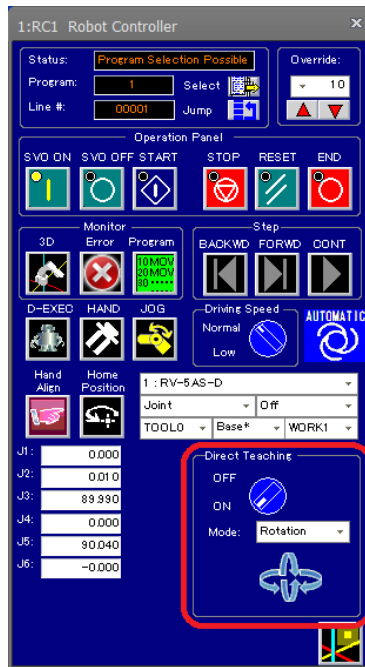 1:RC1 Robot Controller ×
Status: Program Selection Possible
Program: 1 Select
Line #: 00001 Jump
Override:
10
Operation Panel
SVO ON SVO OFF START STOP RESET END
Monitor
3D Error Program
10MOV
20MOV
30 -----
Step
BACKWD FORWD CONT
D-EXEC HAND JOG
Driving Speed
Normal
Low
AUTOMATIC
Hand Align
Home Position
1 : RV-5AS-D
Joint Off
TOOL0 Base* WORK1
J1: 0.000
J2: 0.010
J3: 89.990
J4: 0.000
J5: 90.040
J6: -0.000
Direct Teaching
OFF
ON
Mode: Rotation